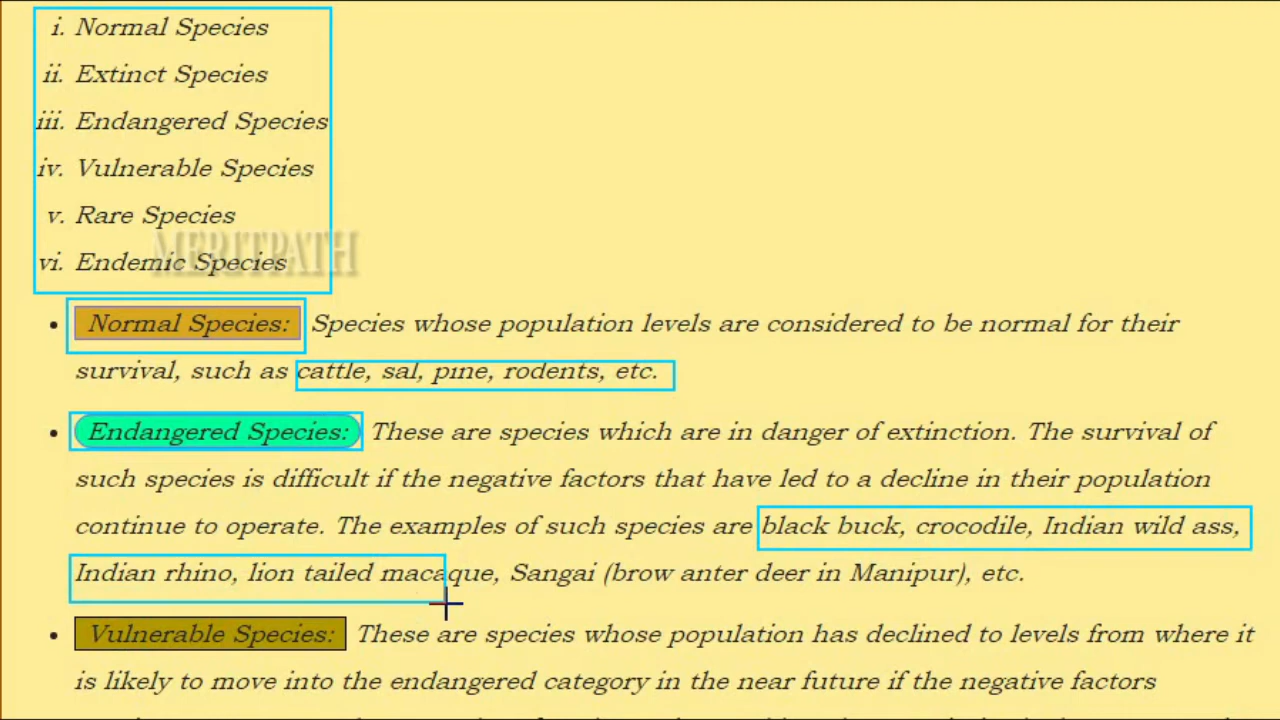 i. Normal Species
ii. Extinct Species
iii. Endangered Species
iv. Vulnerable Species
v. Rare Species
MERITPATH
vi. Endemic Species
• Normal Species: Species whose population levels are considered to be normal for their
survival, such as cattle, sal, pine, rodents, etc.
• Endangered Species: These are species which are in danger of extinction. The survival of
such species is difficult if the negative factors that have led to a decline in their population
continue to operate. The examples of such species are black buck, crocodile, Indian wild ass,
Indian rhino, lion tailed macaque, Sangai (brow anter deer in Manipur), etc.
• Vulnerable Species: These are species whose population has declined to levels from where it
is likely to move into the endangered category in the near future if the negative factors